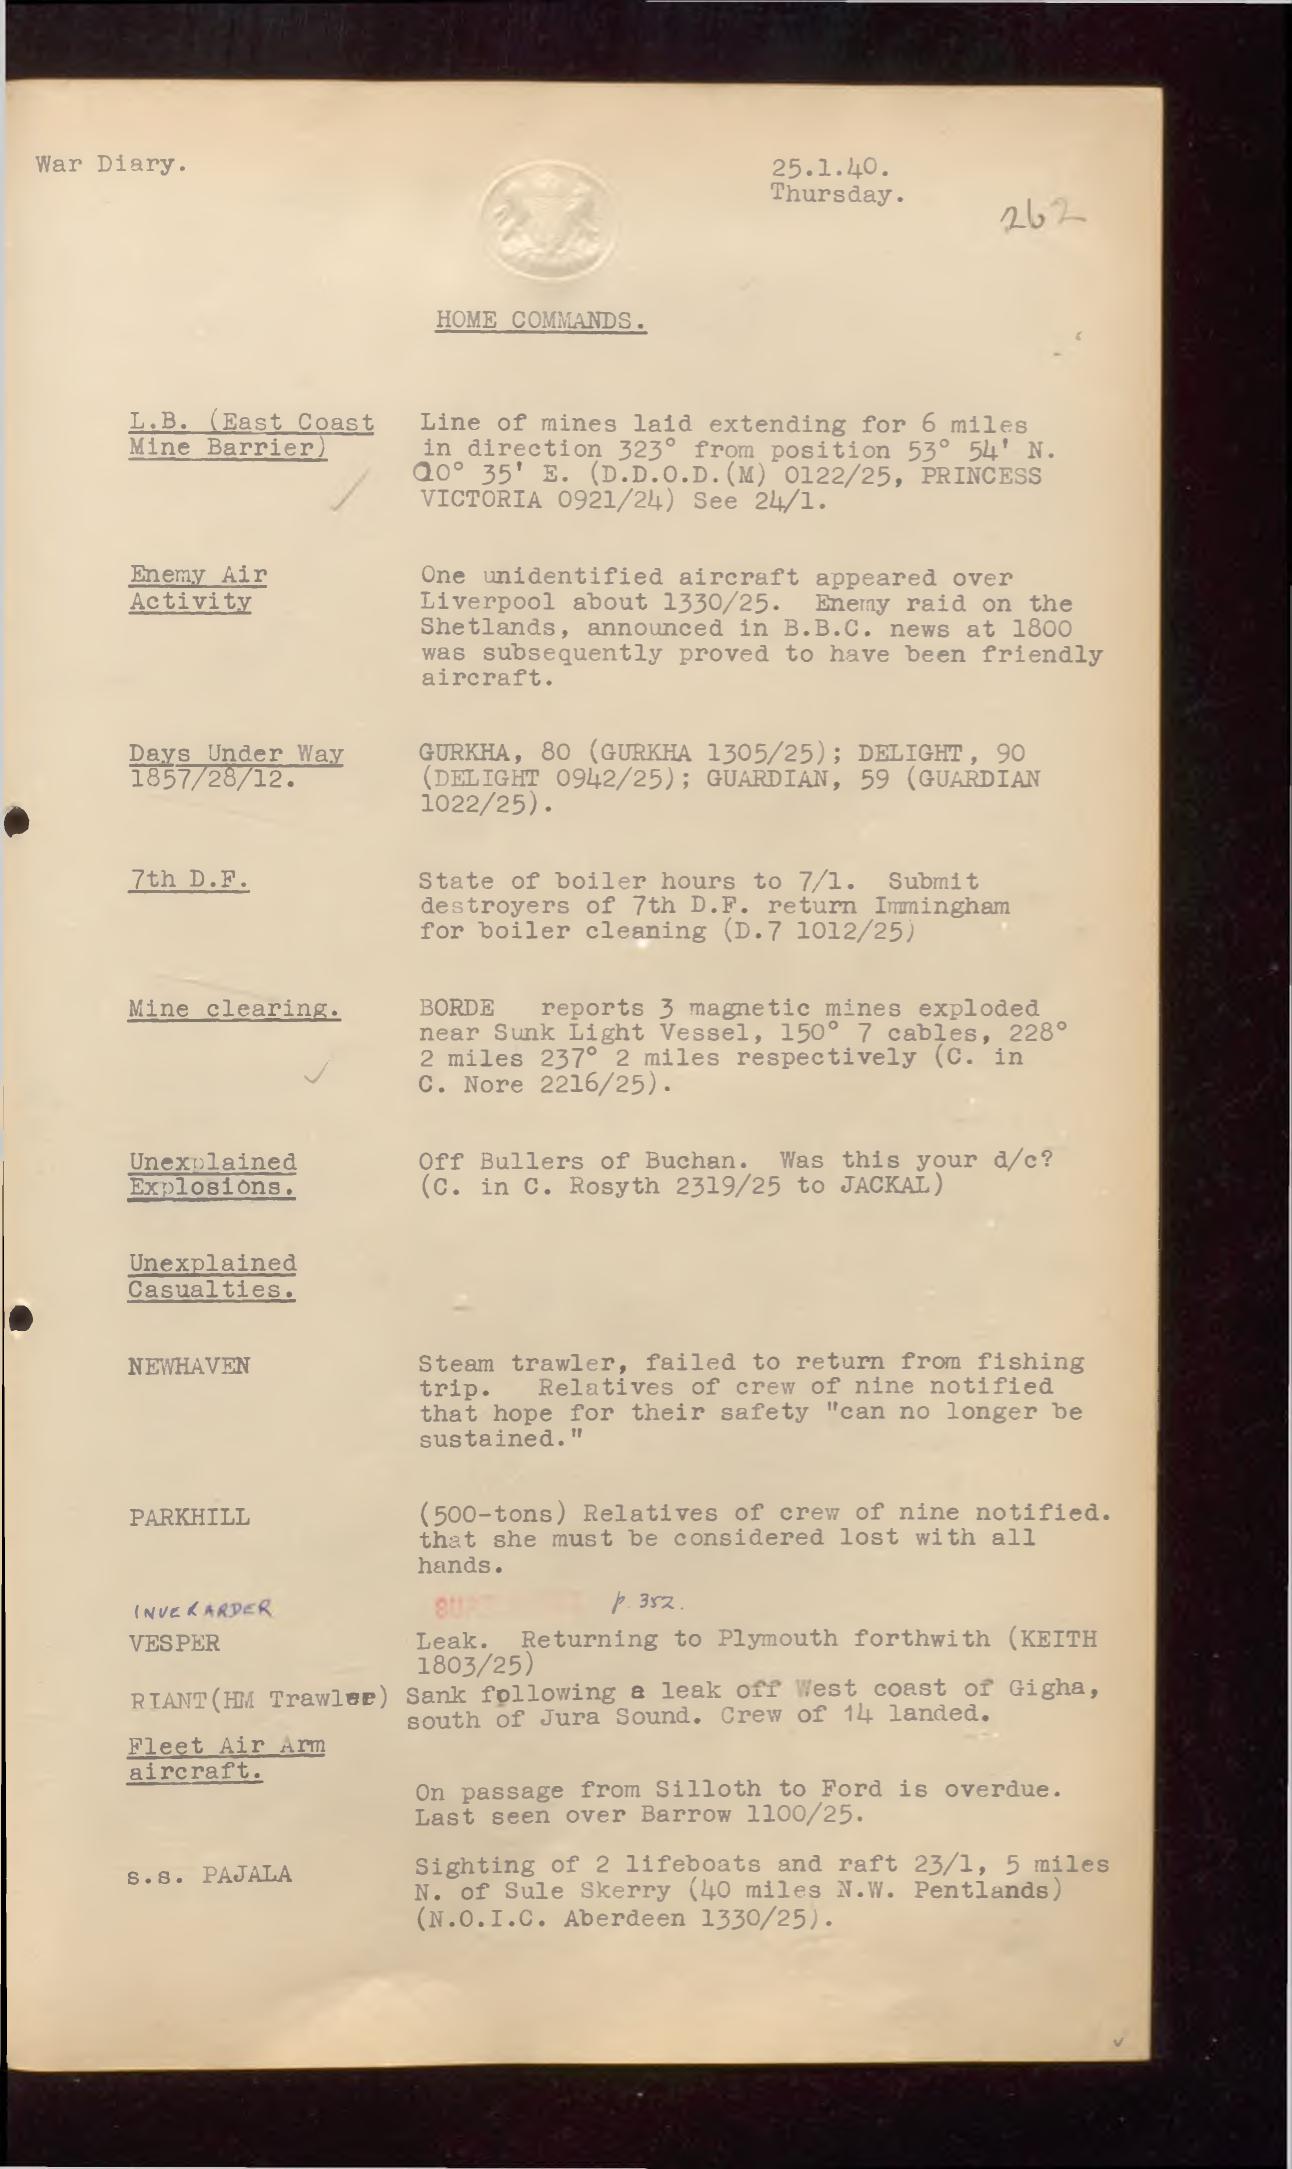 War Diary.
25.1.40.
Thursday.
262
HOME COMMANDS.
L.B. (East Coast
Mine Barrier)
Line of mines laid extending for 6 miles
in direction 323° from position 53° 54' N.
00° 35' E. (D.D.O.D.(M) 0122/25, PRINCESS
VICTORIA 0921/24) See 24/1.
Enemy Air
Activity
One unidentified aircraft appeared over
Liverpool about 1330/25. Enemy raid on the
Shetlands, announced in B.B.C. news at 1800
was subsequently proved to have been friendly
aircraft.
Days Under Way
1857/28/12.
GURKHA, 80 (GURKHA 1305/25); DELIGHT, 90
(DELIGHT 0942/25); GUARDIAN, 59 (GUARDIAN
1022/25).
7th D.F.
State of boiler hours to 7/1. Submit
destroyers of 7th D.F. return Immingham
for boiler cleaning (D.7 1012/25)
Mine clearing.
BORDE reports 3 magnetic mines exploded
near Sunk Light Vessel, 150° 7 cables, 228°
2 miles 237° 2 miles respectively (C. in
C. Nore 2216/25).
Unexplained
Explosions.
Off Bullers of Buchan. Was this your d/c?
(C. in C. Rosyth 2319/25 to JACKAL)
Unexplained
Casualties.
NEWHAVEN
Steam trawler, failed to return from fishing
trip. Relatives of crew of nine notified
that hope for their safety "can no longer be
sustained."
PARKHILL
(500-tons) Relatives of crew of nine notified.
that she must be considered lost with all
hands.
INVERARDER
p. 352.
VESPER
Leak. Returning to Plymouth forthwith (KEITH
1803/25)
RIANT(HM Trawler)
Sank following a leak off West coast of Gigha,
south of Jura Sound. Crew of 14 landed.
Fleet Air Arm
aircraft.
On passage from Silloth to Ford is overdue.
Last seen over Barrow 1100/25.
s.s. PAJALA
Sighting of 2 lifeboats and raft 23/1, 5 miles
N. of Sule Skerry (40 miles N.W. Pentlands)
(N.O.I.C. Aberdeen 1330/25).